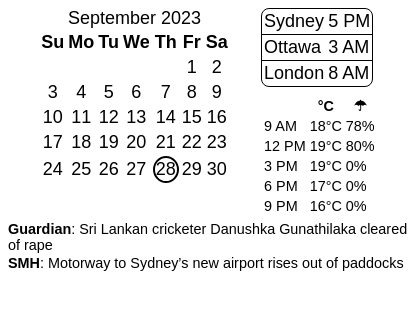 September 2023
Su Mo Tu We Th Fr Sa
1 2
3 4 5 6 7 8 9
10 11 12 13 14 15 16
17 18 19 20 21 22 23
24 25 26 27 28 29 30
Sydney 5 PM
Ottawa 3 AM
London 8 AM
°C ☂
9 AM 18°C 78%
12 PM 19°C 80%
3 PM 19°C 0%
6 PM 17°C 0%
9 PM 16°C 0%
Guardian: Sri Lankan cricketer Danushka Gunathilaka cleared
of rape
SMH: Motorway to Sydney's new airport rises out of paddocks